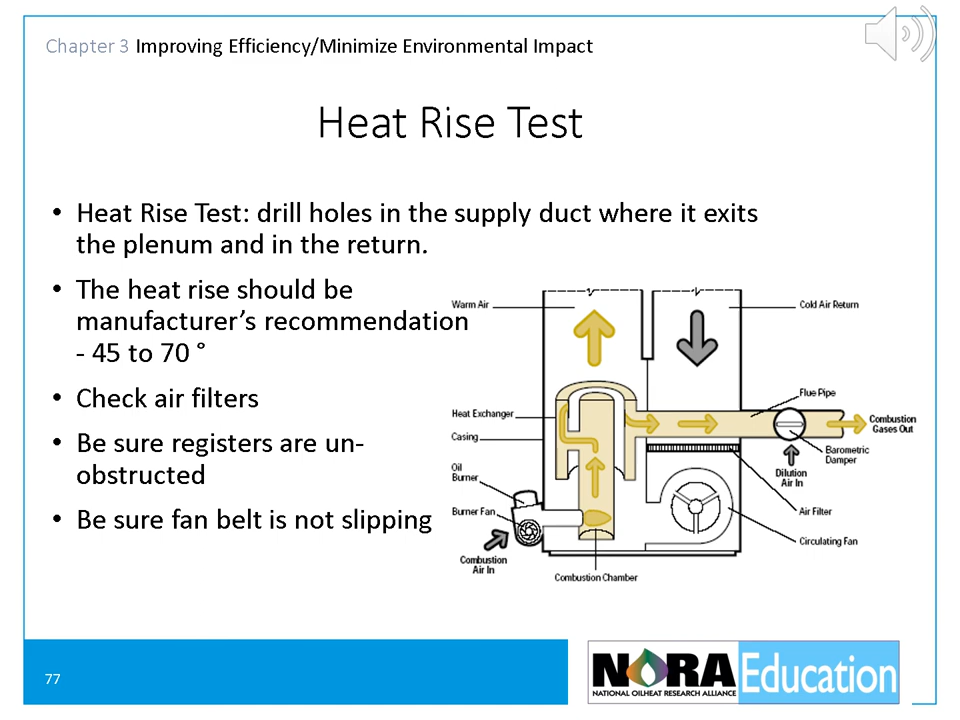 Chapter 3 Improving Efficiency/Minimize Environmental Impact
Heat Rise Test
• Heat Rise Test: drill holes in the supply duct where it exits
the plenum and in the return.
• The heat rise should be
manufacturer’s recommendation
- 45 to 70 °
• Check air filters
• Be sure registers are un-
obstructed
• Be sure fan belt is not slipping
Warm Air
Cold Air Return
Flue Pipe
Heat Exchanger
Combustion
Gases Out
Casing
Barometric
Damper
Oil
Burner
Dilution
Air In
Burner Fan
Air Filter
Circulating Fan
Combustion
Air In
Combustion Chamber
77
NORA Education
NATIONAL OILHEAT RESEARCH ALLIANCE